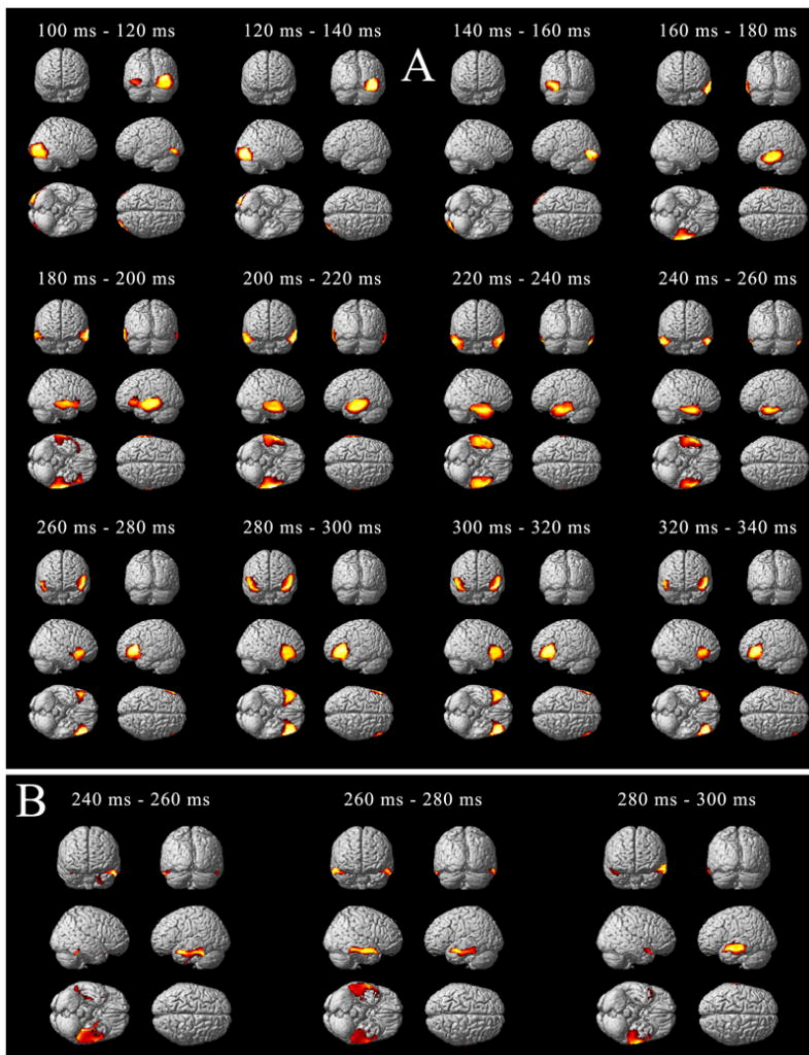 A
100 ms - 120 ms
120 ms - 140 ms
140 ms - 160 ms
160 ms - 180 ms
180 ms - 200 ms
200 ms - 220 ms
220 ms - 240 ms
240 ms - 260 ms
260 ms - 280 ms
280 ms - 300 ms
300 ms - 320 ms
320 ms - 340 ms
B
240 ms - 260 ms
260 ms - 280 ms
280 ms - 300 ms